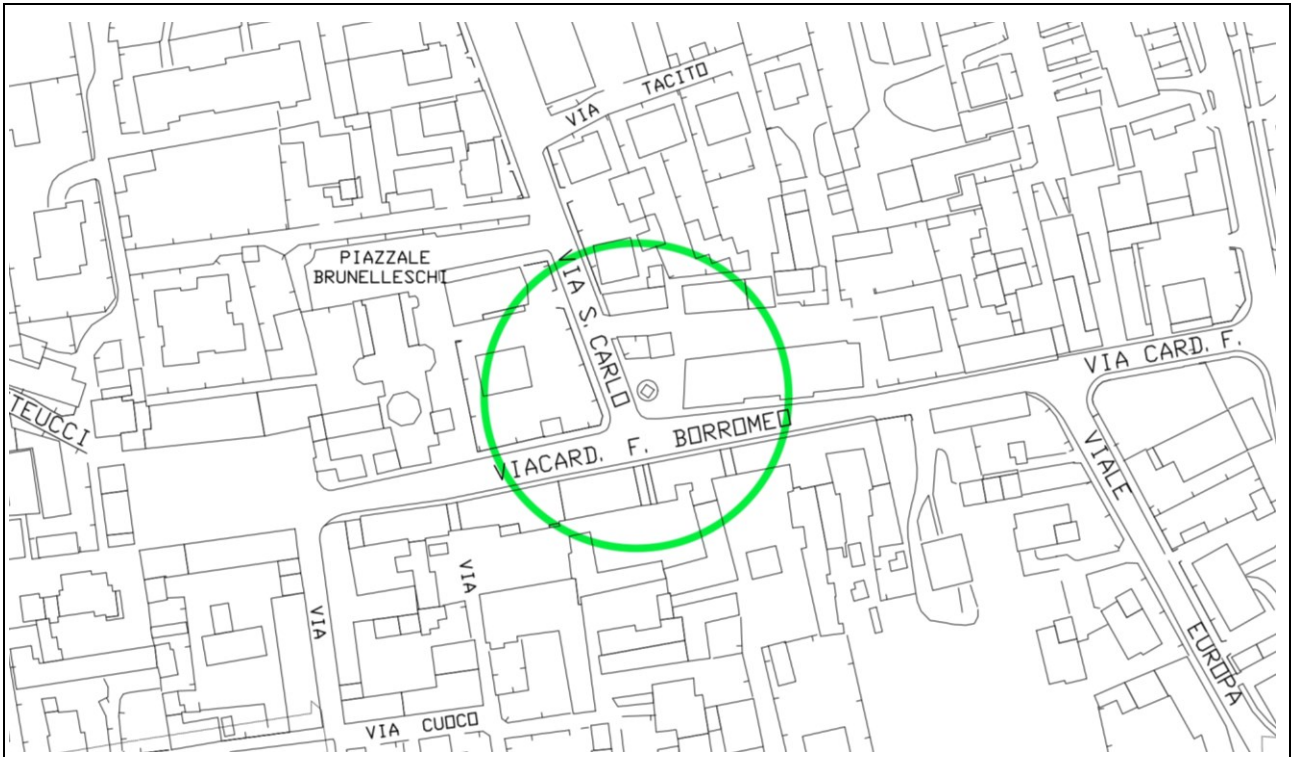 VIA TACITO
PIAZZALE
BRUNELLESCHI
VIA S. CARLO
VIA CARD. F.
TEUCCI
VIACARD. F. BORROMEO
VIALE
EUROPA
VIA
VIA
VIA CUOCO